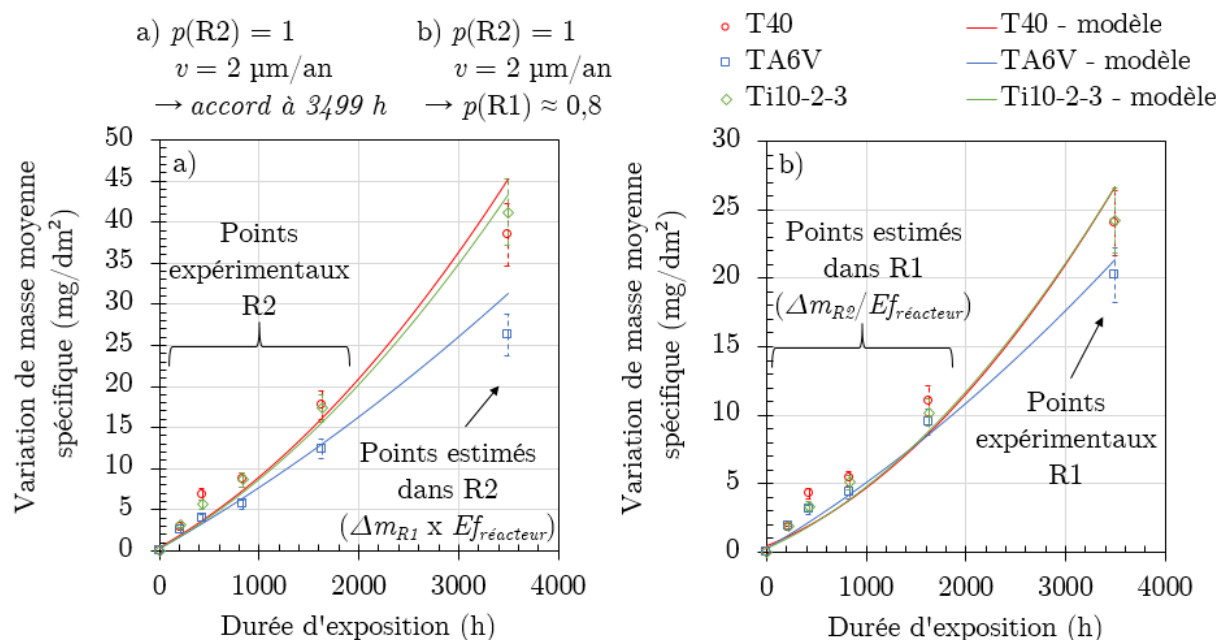 a) p(R2) = 1
v = 2 µm/an
→ accord à 3499 h
b) p(R2) = 1
v = 2 µm/an
→ p(R1) ≈ 0,8
T40
TA6V
Ti10-2-3
T40 - modèle
TA6V - modèle
Ti10-2-3 - modèle
Variation de masse moyenne
spécifique (mg/dm²)
50
45
40
35
30
25
20
15
10
5
0
a)
Points
expérimentaux
R2
Points estimés
dans R2
(Δm_R1 x Ef_réacteur)
0 1000 2000 3000 4000
Durée d'exposition (h)
Variation de masse moyenne
spécifique (mg/dm²)
30
25
20
15
10
5
0
b)
Points estimés
dans R1
(Δm_R2/Ef_réacteur)
Points
expérimentaux
R1
0 1000 2000 3000 4000
Durée d'exposition (h)